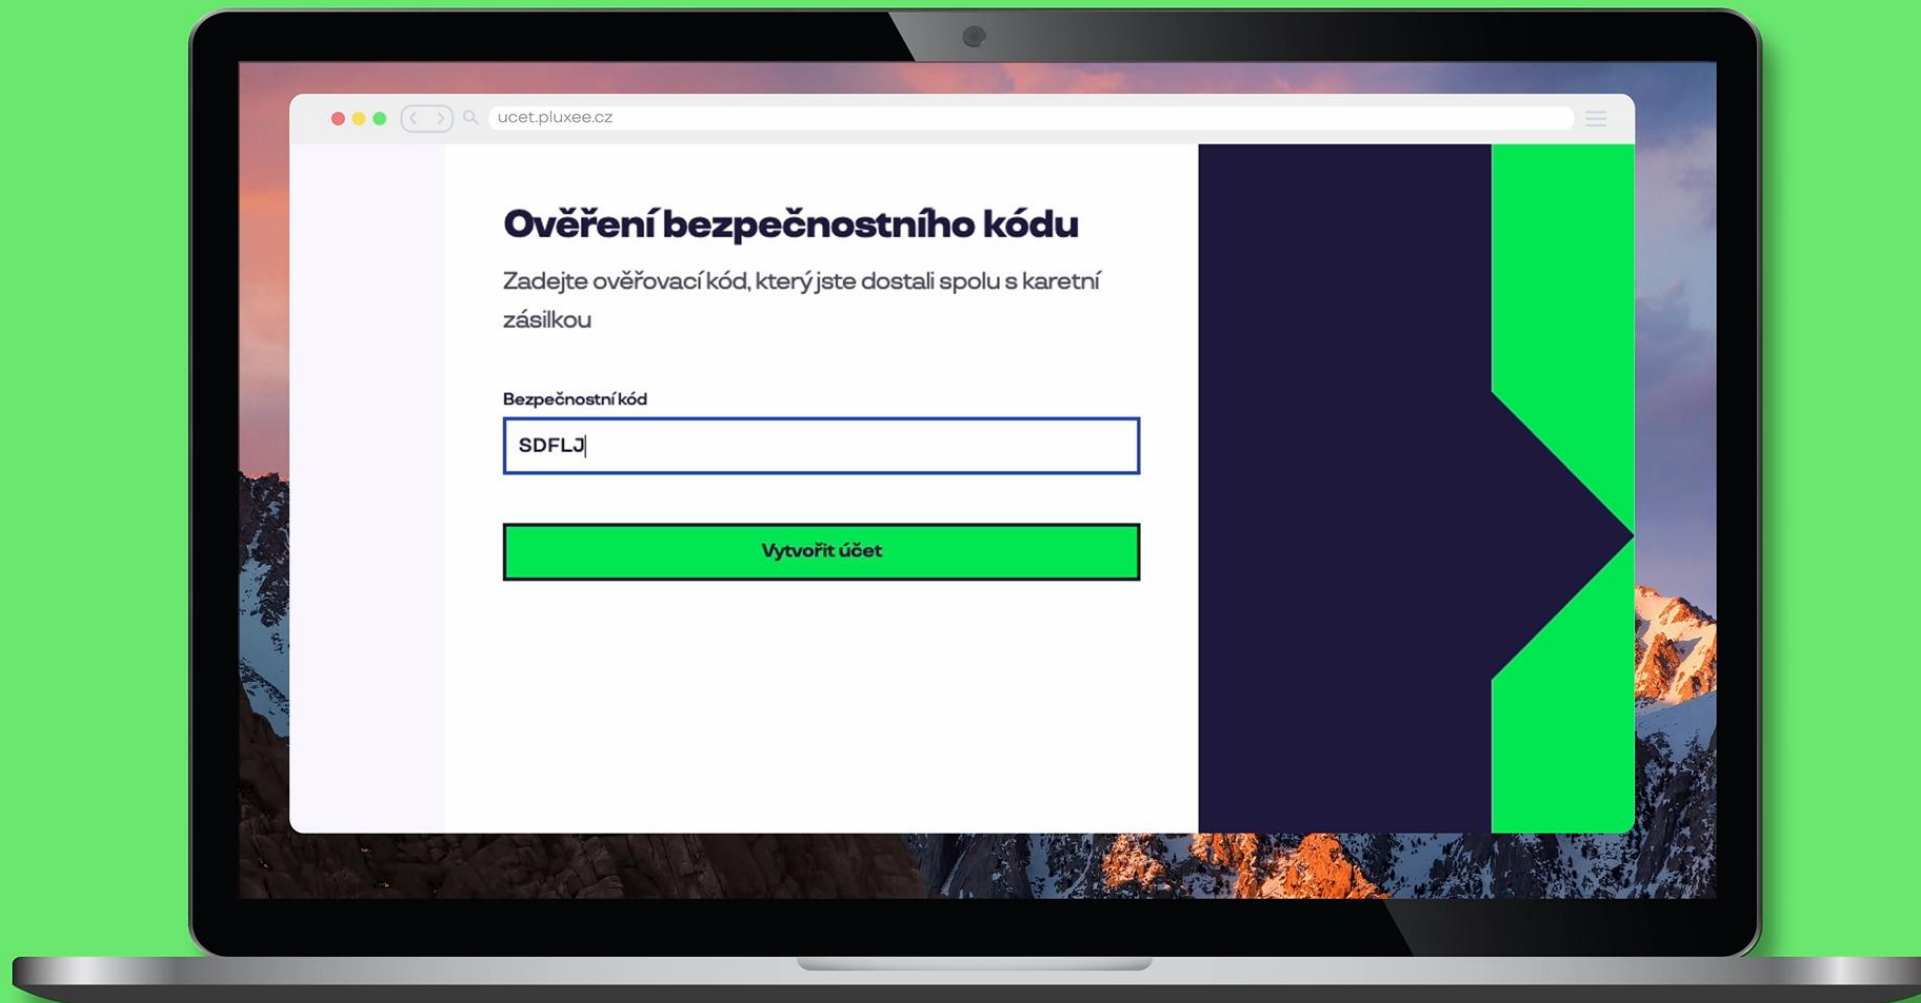 ucet.pluxee.cz
Ověření bezpečnostního kódu
Zadejte ověřovací kód, který jste dostali spolu s karetní
zásilkou
Bezpečnostní kód
SDFLJ
Vytvořit účet